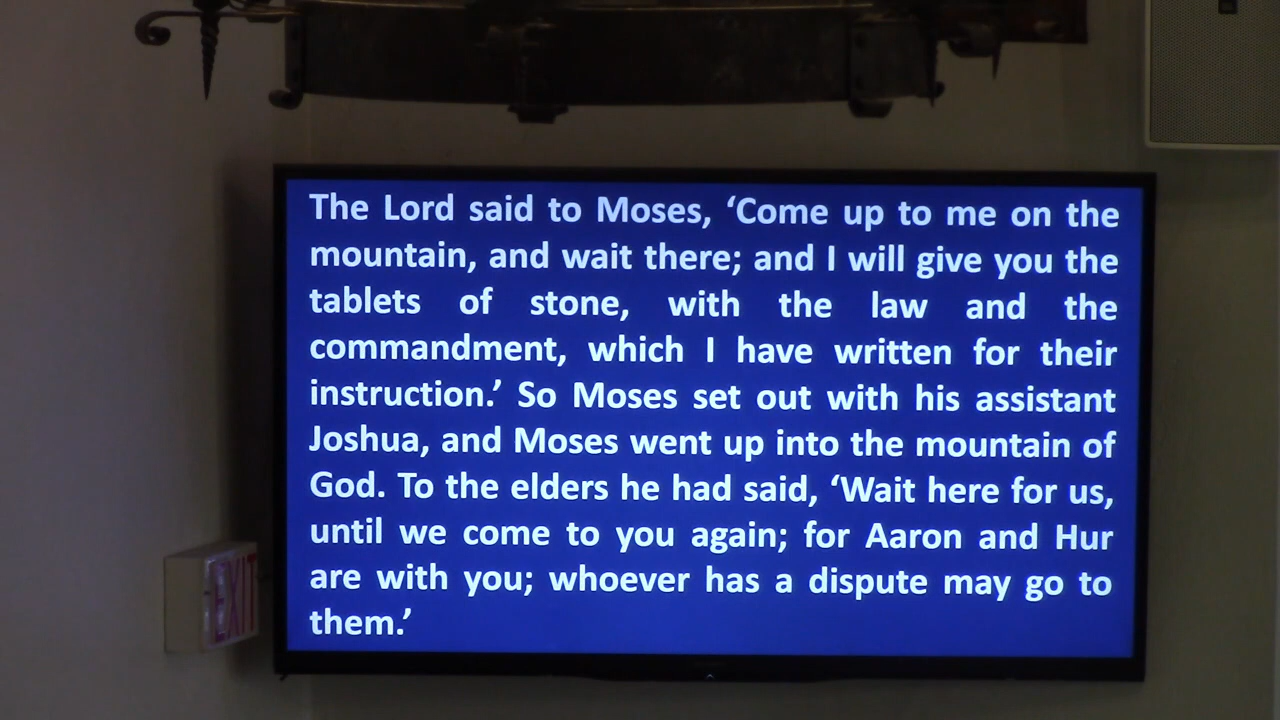 The Lord said to Moses, ‘Come up to me on the
mountain, and wait there; and I will give you the
tablets of stone, with the law and the
commandment, which I have written for their
instruction.’ So Moses set out with his assistant
Joshua, and Moses went up into the mountain of
God. To the elders he had said, ‘Wait here for us,
until we come to you again; for Aaron and Hur
are with you; whoever has a dispute may go to
them.’
EXIT